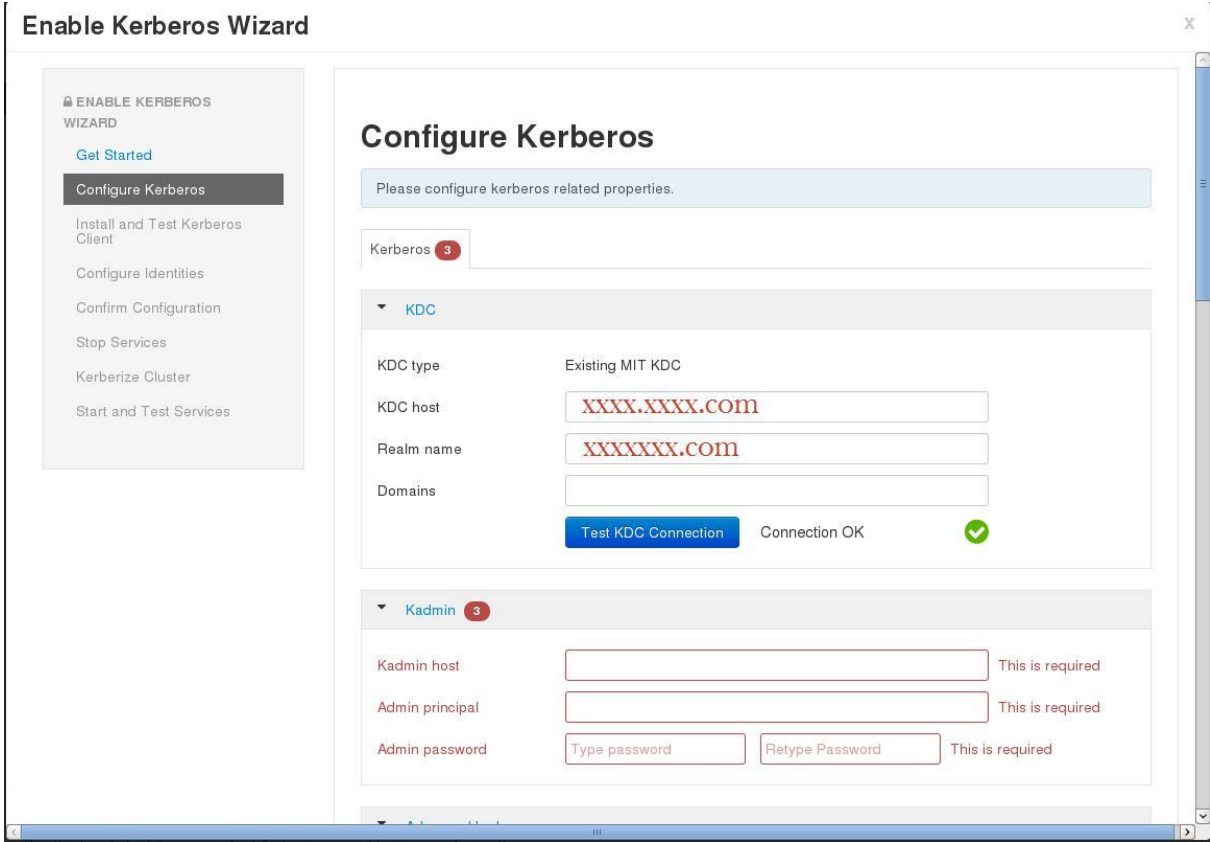 Enable Kerberos Wizard
X
ENABLE KERBEROS
WIZARD
Get Started
Configure Kerberos
Install and Test Kerberos
Client
Configure Identities
Confirm Configuration
Stop Services
Kerberize Cluster
Start and Test Services
Configure Kerberos
Please configure kerberos related properties.
Kerberos 3
KDC
KDC type Existing MIT KDC
KDC host xxxx.xxxx.com
Realm name xxxxxxx.com
Domains
Test KDC Connection Connection OK
Kadmin 3
Kadmin host This is required
Admin principal This is required
Admin password Type password Retype Password This is required